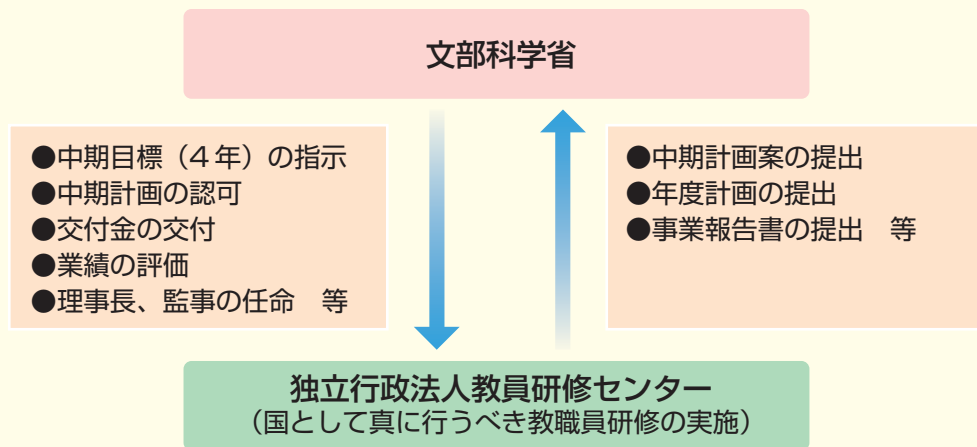 文部科学省
●中期目標（4年）の指示
●中期計画の認可
●交付金の交付
●業績の評価
●理事長、監事の任命　等
●中期計画案の提出
●年度計画の提出
●事業報告書の提出　等
独立行政法人教員研修センター
（国として真に行うべき教職員研修の実施）